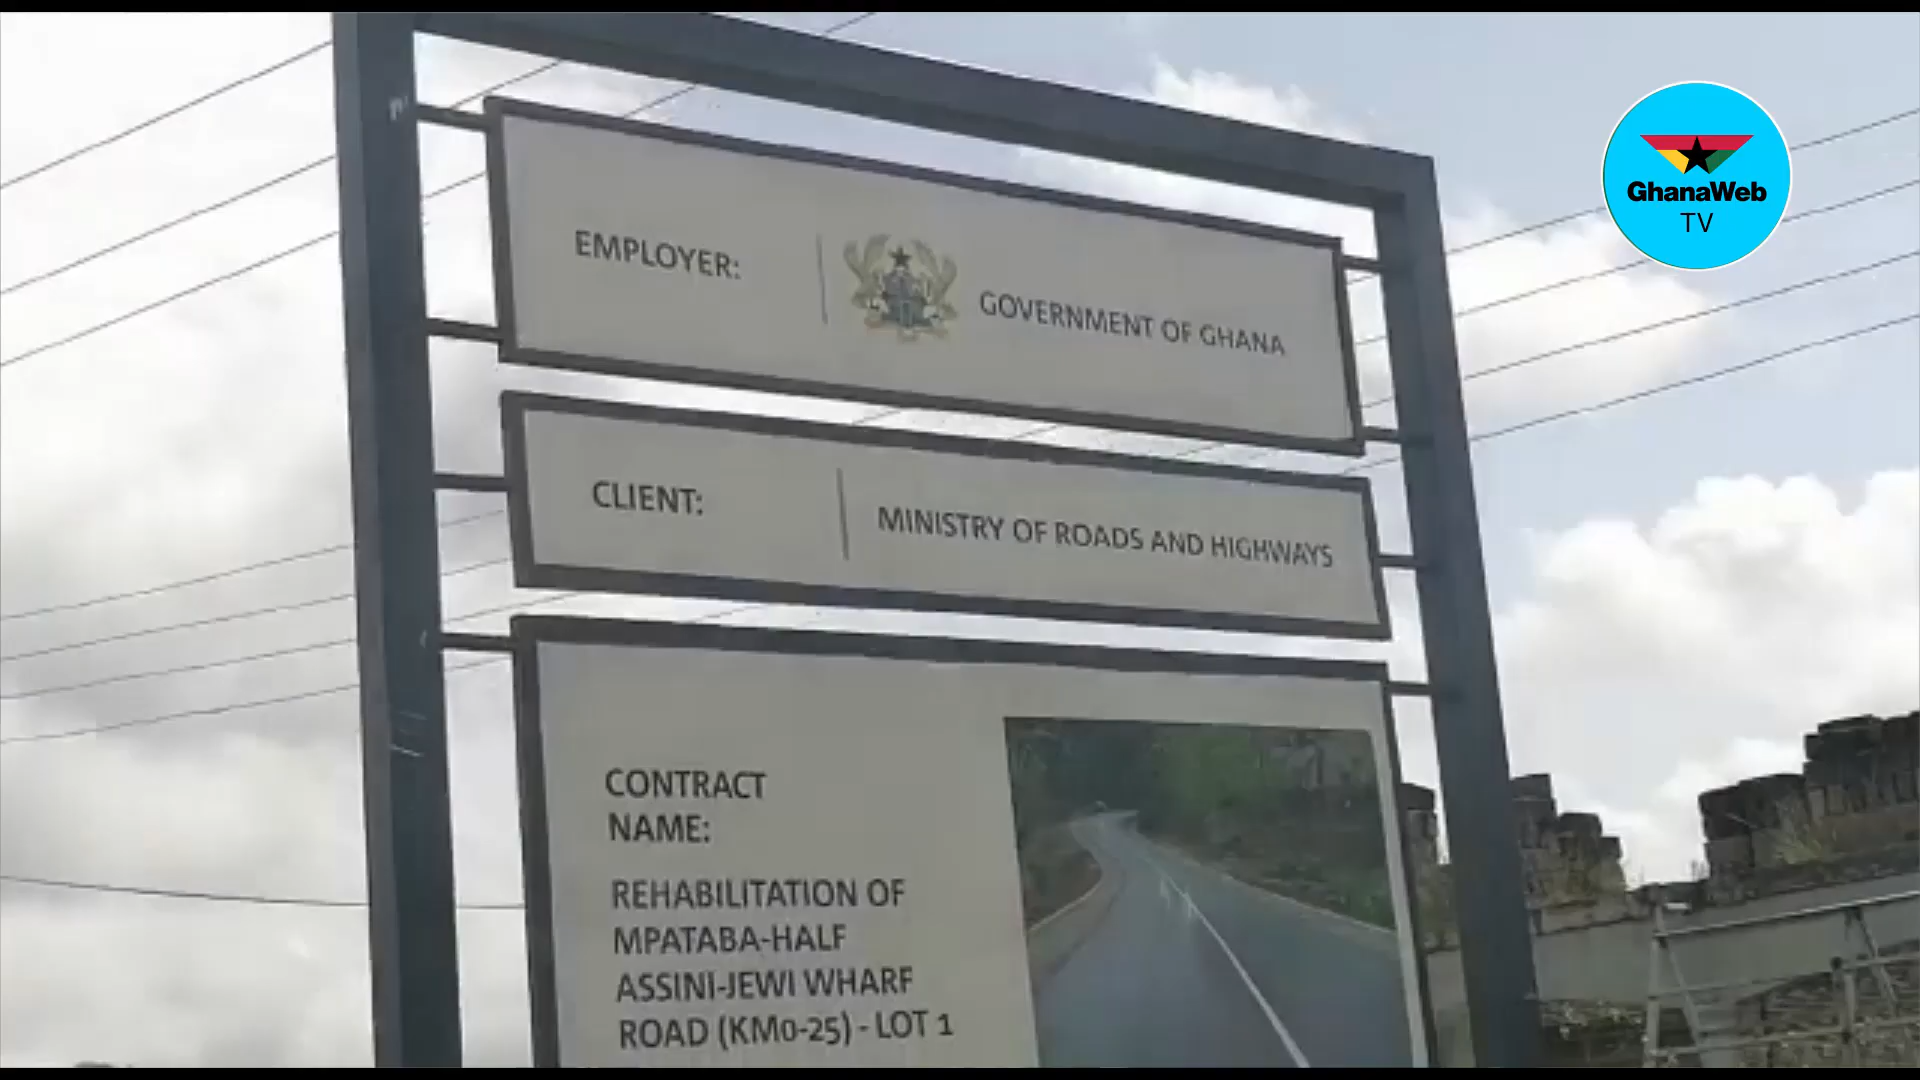 GhanaWeb
TV
EMPLOYER:
GOVERNMENT OF GHANA
CLIENT:
MINISTRY OF ROADS AND HIGHWAYS
CONTRACT
NAME:
REHABILITATION OF
MPATABA-HALF
ASSINI-JEWI WHARF
ROAD (KM0-25) - LOT 1